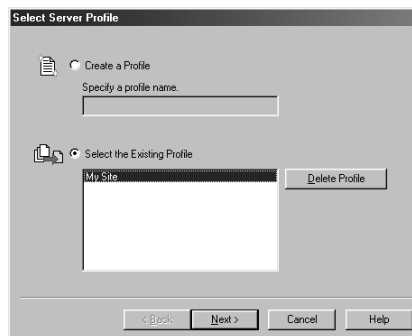 Select Server Profile
Create a Profile
Specify a profile name.
Select the Existing Profile
My Site
Delete Profile
< Back
Next >
Cancel
Help